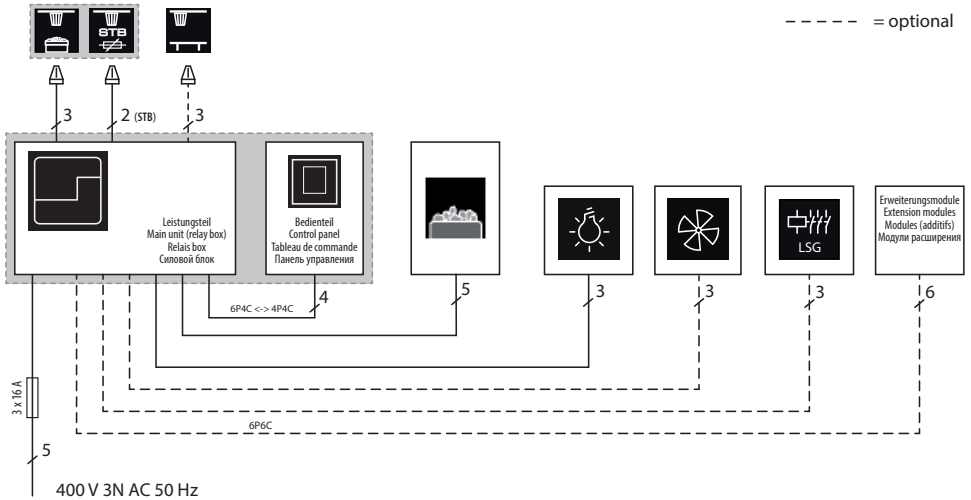 = optional
STB
3
2 (STB)
3
Leistungsteil
Main unit (relay box)
Relais box
Силовой блок
Bedienteil
Control panel
Tableau de commande
Панель управления
LSG
Erweiterungsmodule
Extension modules
Modules (additifs)
Модули расширения
6P4C <-> 4P4C
4
5
3
3
3
6
3 x 16 A
6P6C
5
400 V 3N AC 50 Hz